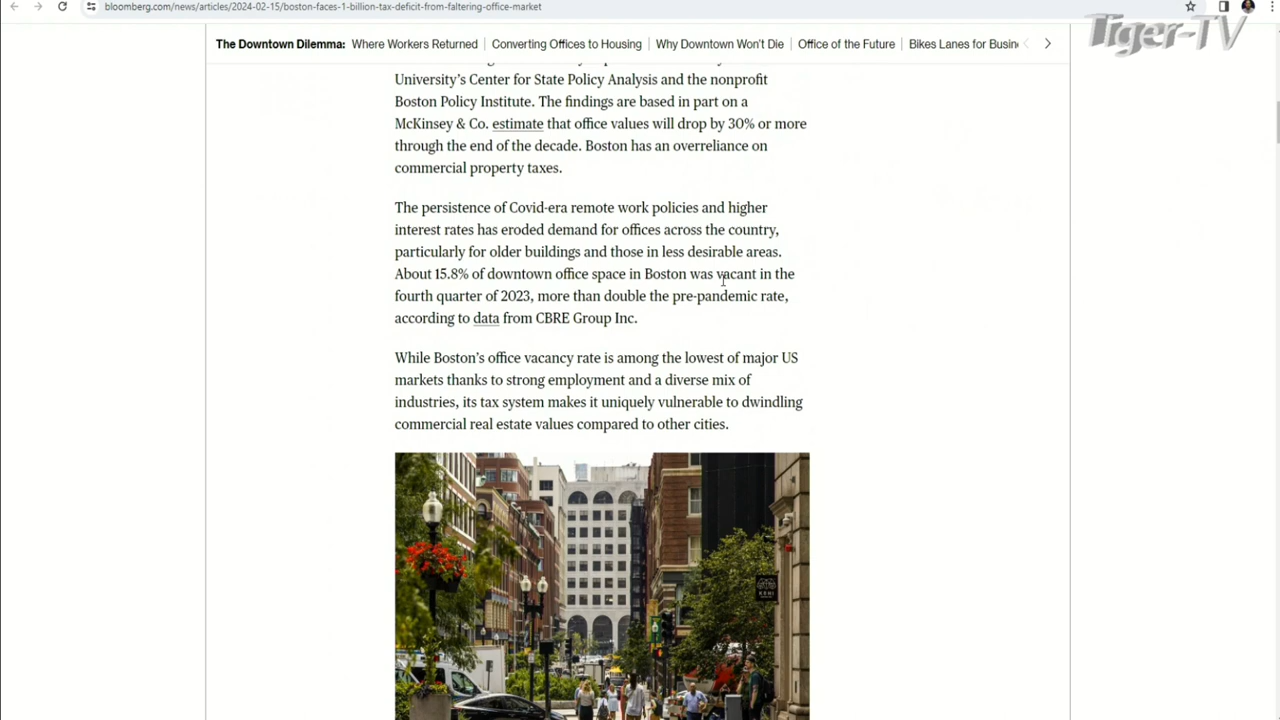 bloomberg.com/news/articles/2024-02-15/boston-faces-1-billion-tax-deficit-from-faltering-office-market
Tiger-TV
The Downtown Dilemma: Where Workers Returned | Converting Offices to Housing | Why Downtown Won't Die | Office of the Future | Bikes Lanes for Busin
University's Center for State Policy Analysis and the nonprofit
Boston Policy Institute. The findings are based in part on a
McKinsey & Co. estimate that office values will drop by 30% or more
through the end of the decade. Boston has an overreliance on
commercial property taxes.
The persistence of Covid-era remote work policies and higher
interest rates has eroded demand for offices across the country,
particularly for older buildings and those in less desirable areas.
About 15.8% of downtown office space in Boston was vacant in the
fourth quarter of 2023, more than double the pre-pandemic rate,
according to data from CBRE Group Inc.
While Boston's office vacancy rate is among the lowest of major US
markets thanks to strong employment and a diverse mix of
industries, its tax system makes it uniquely vulnerable to dwindling
commercial real estate values compared to other cities.